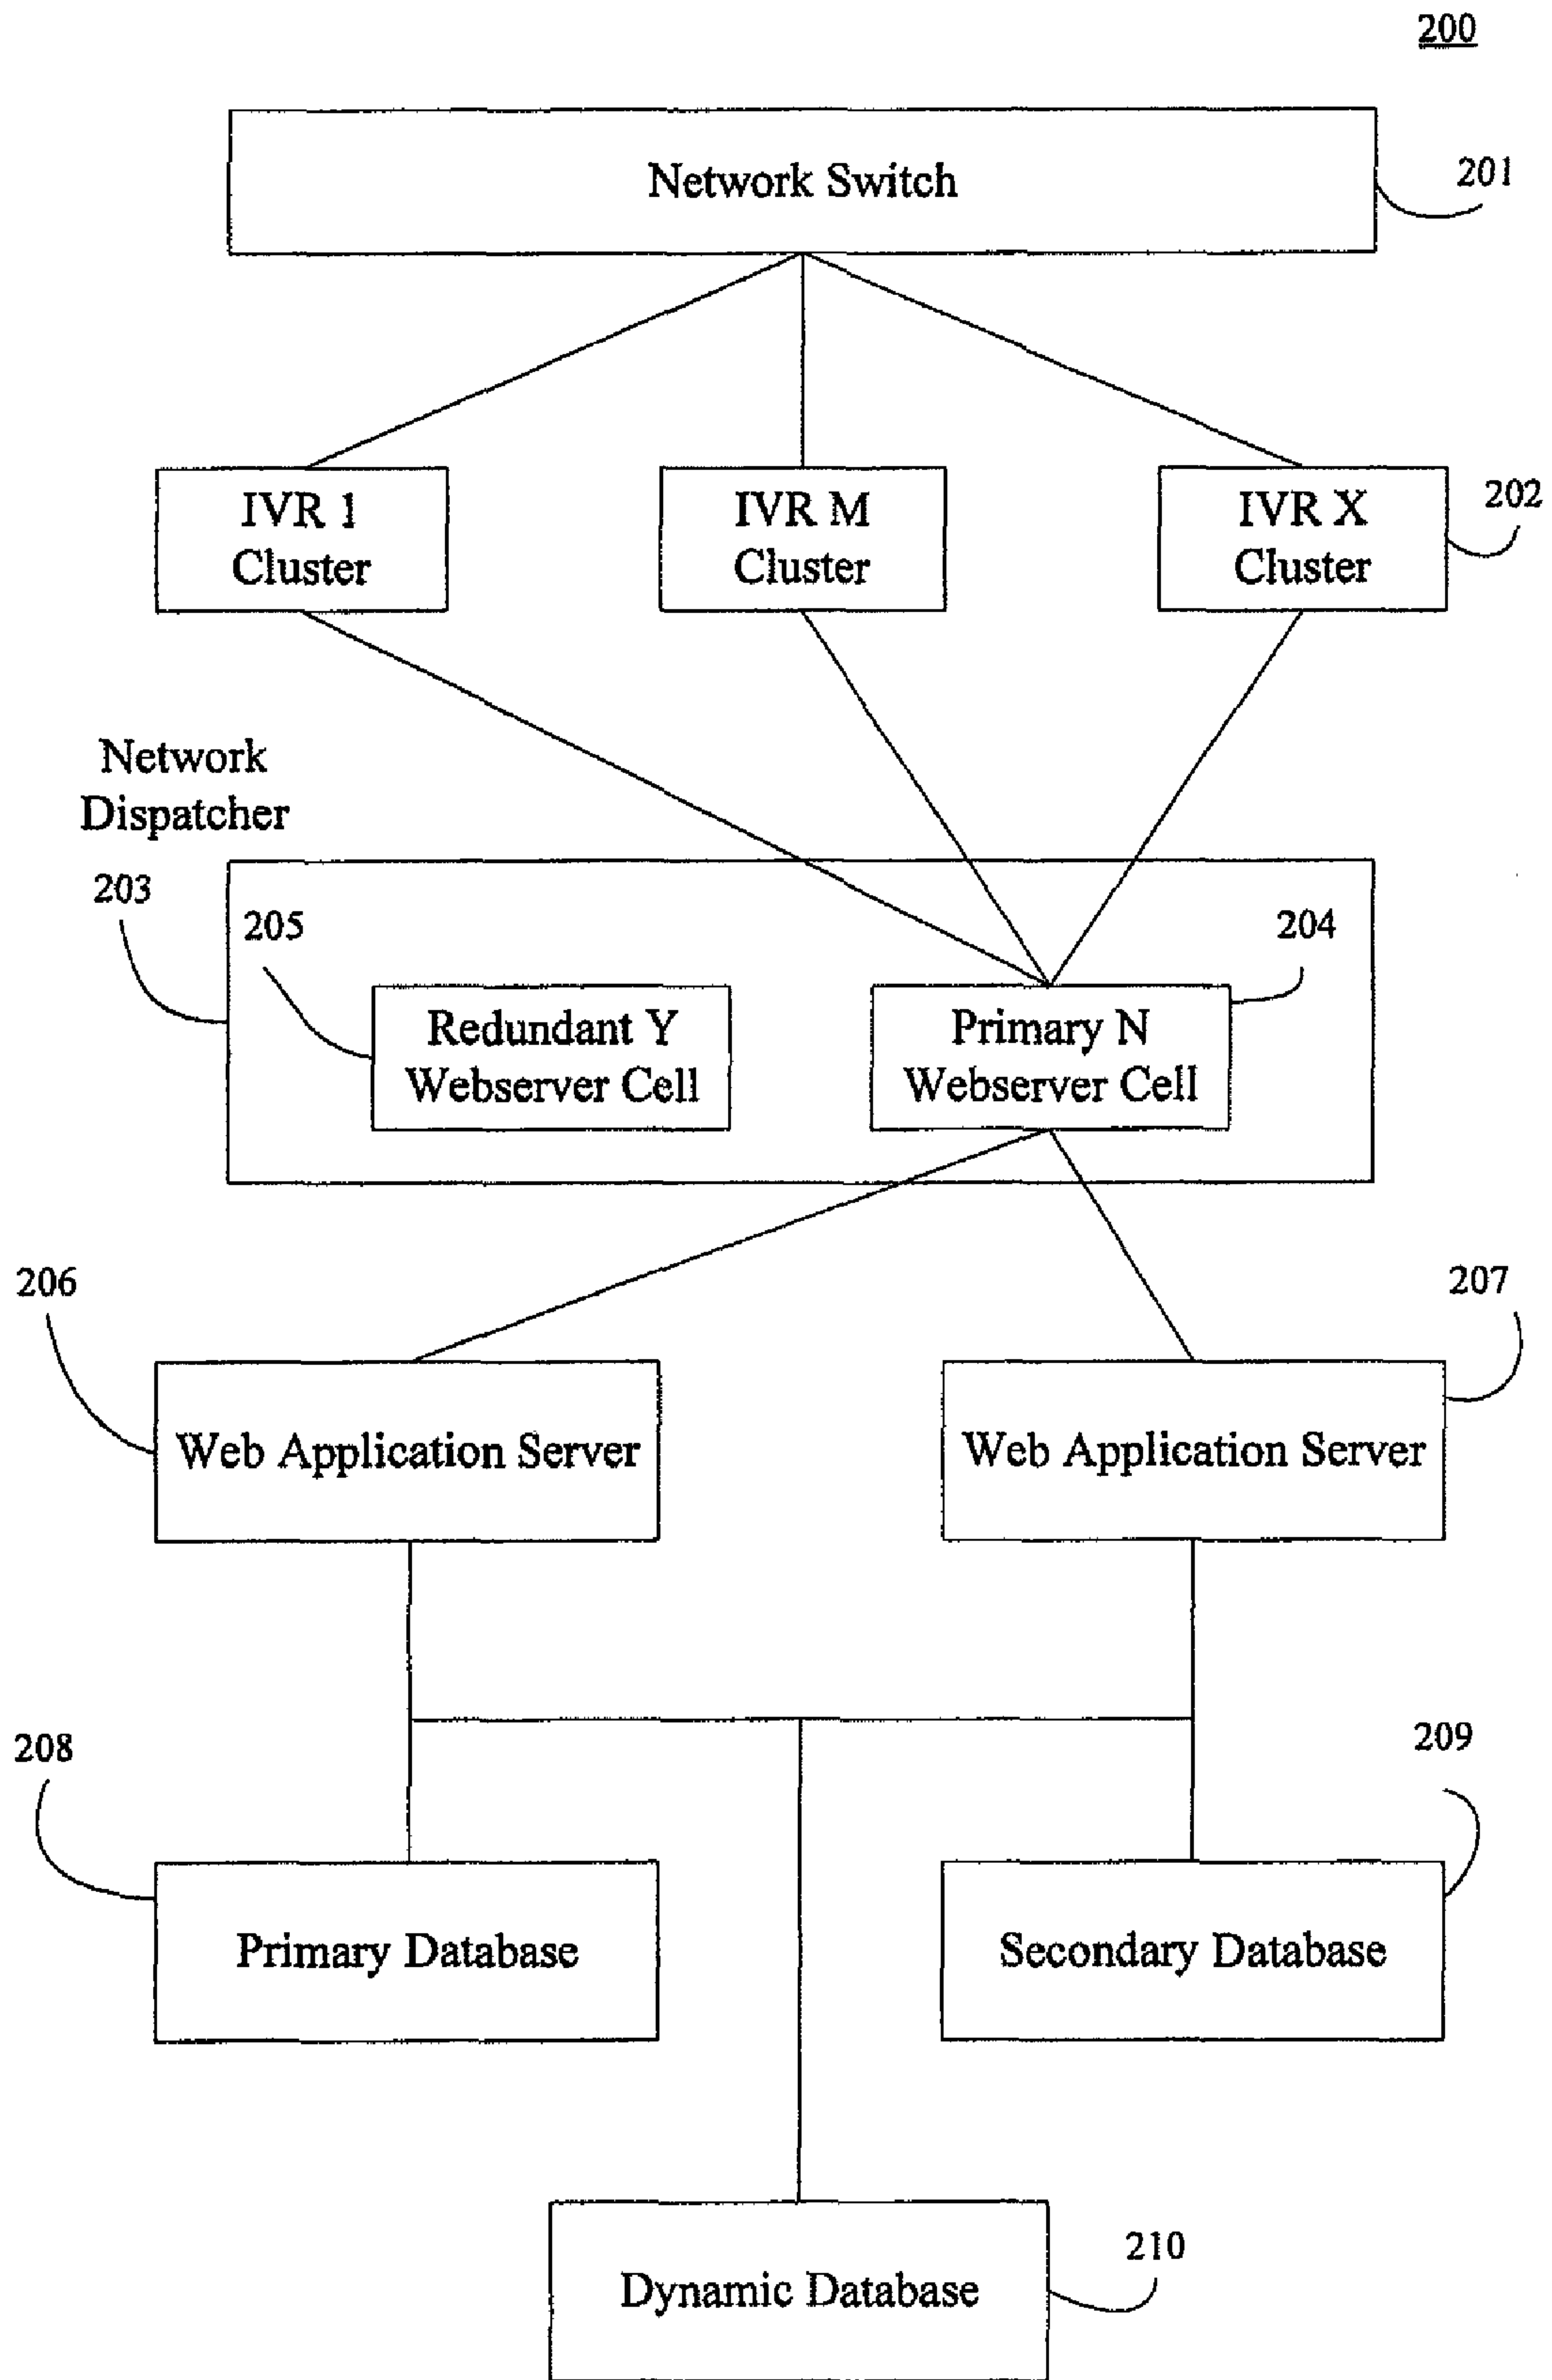 200
Network Switch
201
IVR 1
Cluster
IVR M
Cluster
IVR X
Cluster
202
Network
Dispatcher
203
205
204
Redundant Y
Webserver Cell
Primary N
Webserver Cell
206
207
Web Application Server
Web Application Server
208
209
Primary Database
Secondary Database
210
Dynamic Database